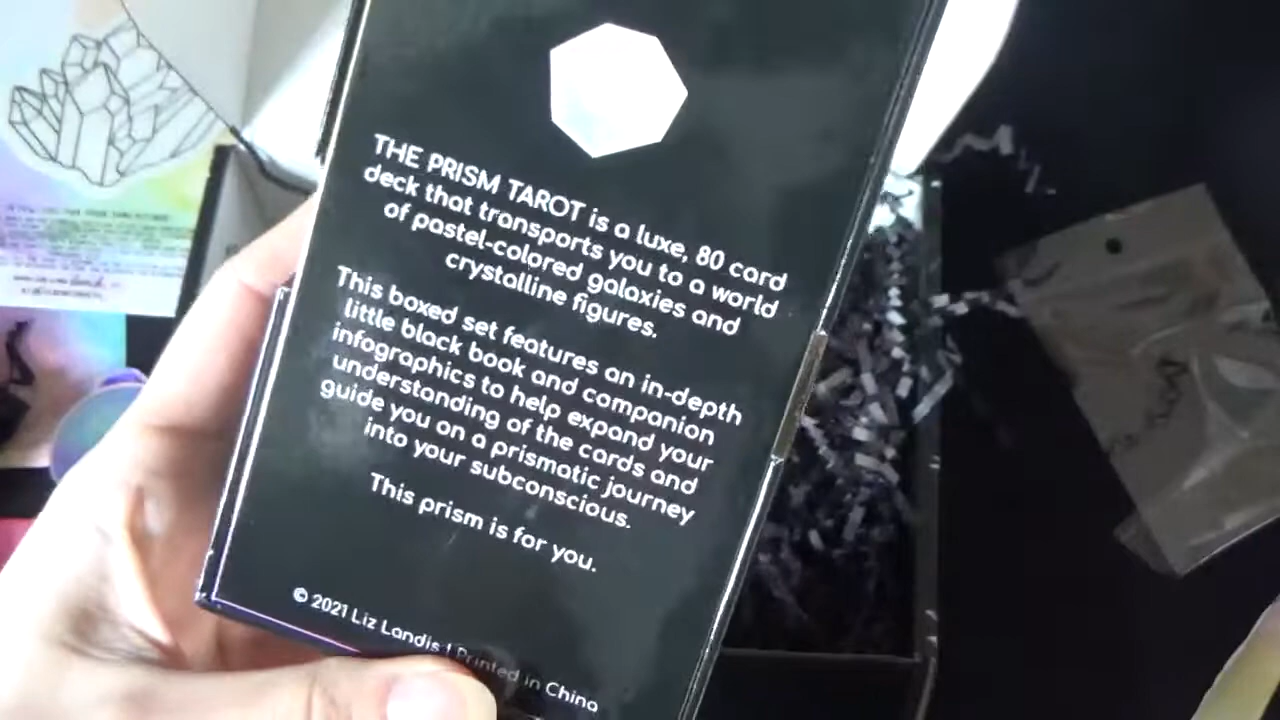 THE PRISM TAROT is a luxe, 80 card
deck that transports you to a world
of pastel-colored galaxies and
crystalline figures.
This boxed set features an in-depth
little black book and companion
infographics to help expand your
understanding of the cards and
guide you on a prismatic journey
into your subconscious.
This prism is for you.
© 2021 Liz Landis | Printed in China